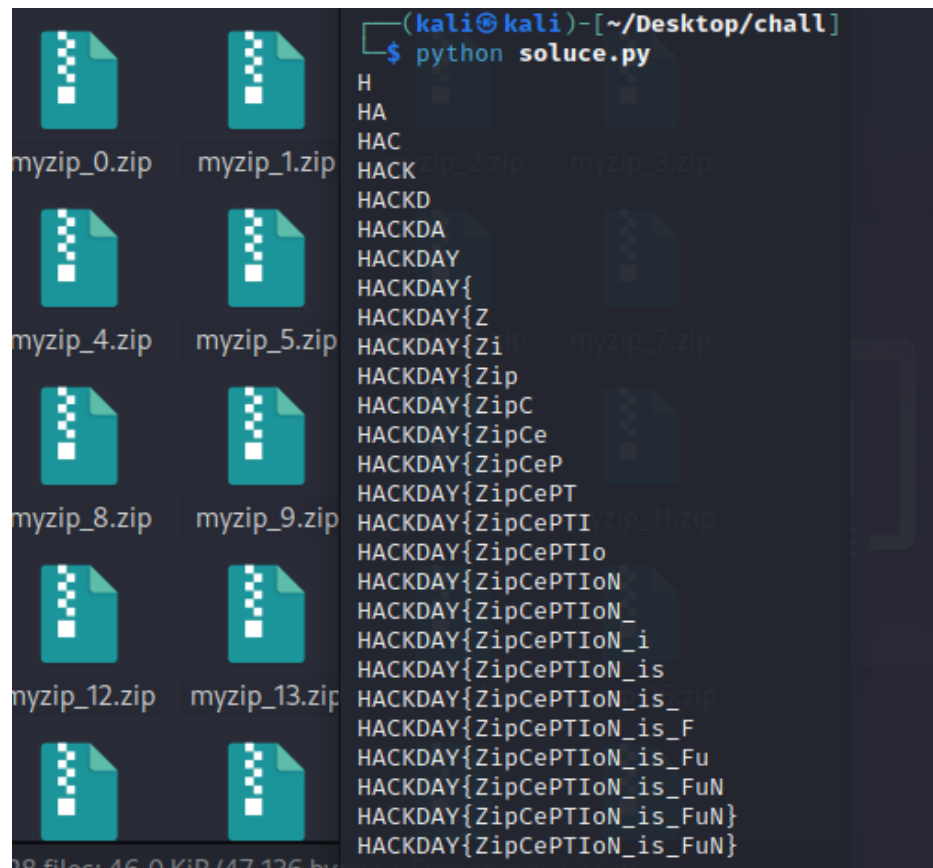 myzip_0.zip
myzip_1.zip
myzip_4.zip
myzip_5.zip
myzip_8.zip
myzip_9.zip
myzip_12.zip
myzip_13.zip
(kali㉿kali)-[~/Desktop/chall]
$ python soluce.py
H
HA
HAC
HACK
HACKD
HACKDA
HACKDAY
HACKDAY{
HACKDAY{Z
HACKDAY{Zi
HACKDAY{Zip
HACKDAY{ZipC
HACKDAY{ZipCe
HACKDAY{ZipCeP
HACKDAY{ZipCePT
HACKDAY{ZipCePTI
HACKDAY{ZipCePTIo
HACKDAY{ZipCePTIoN
HACKDAY{ZipCePTIoN_
HACKDAY{ZipCePTIoN_i
HACKDAY{ZipCePTIoN_is
HACKDAY{ZipCePTIoN_is_
HACKDAY{ZipCePTIoN_is_F
HACKDAY{ZipCePTIoN_is_Fu
HACKDAY{ZipCePTIoN_is_FuN
HACKDAY{ZipCePTIoN_is_FuN}
HACKDAY{ZipCePTIoN_is_FuN}